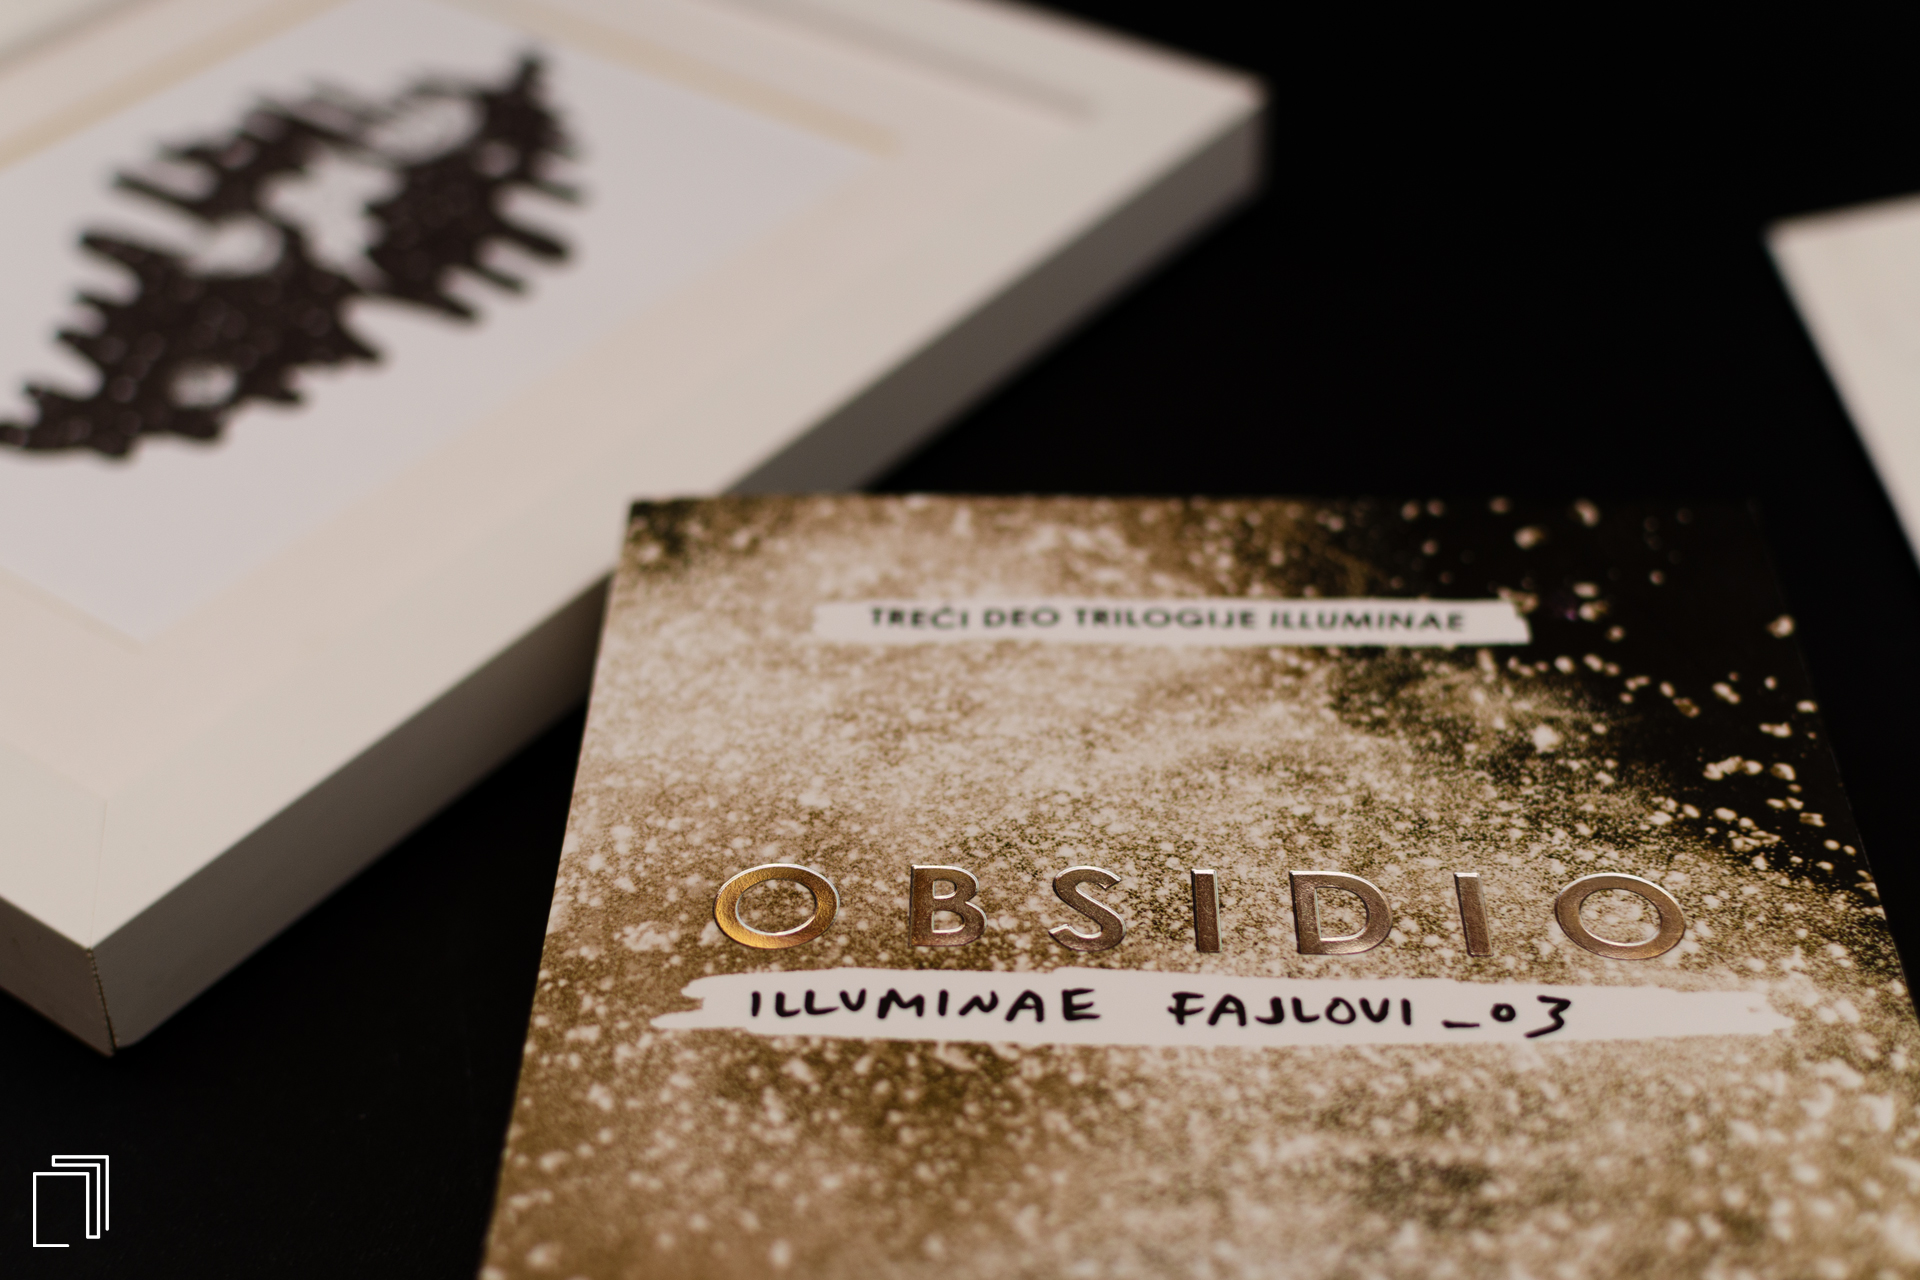 TREĆI DEO TRILOGIJE ILLUMINAE
OBSIDIO
ILLUMINAE FAJLOVI_03